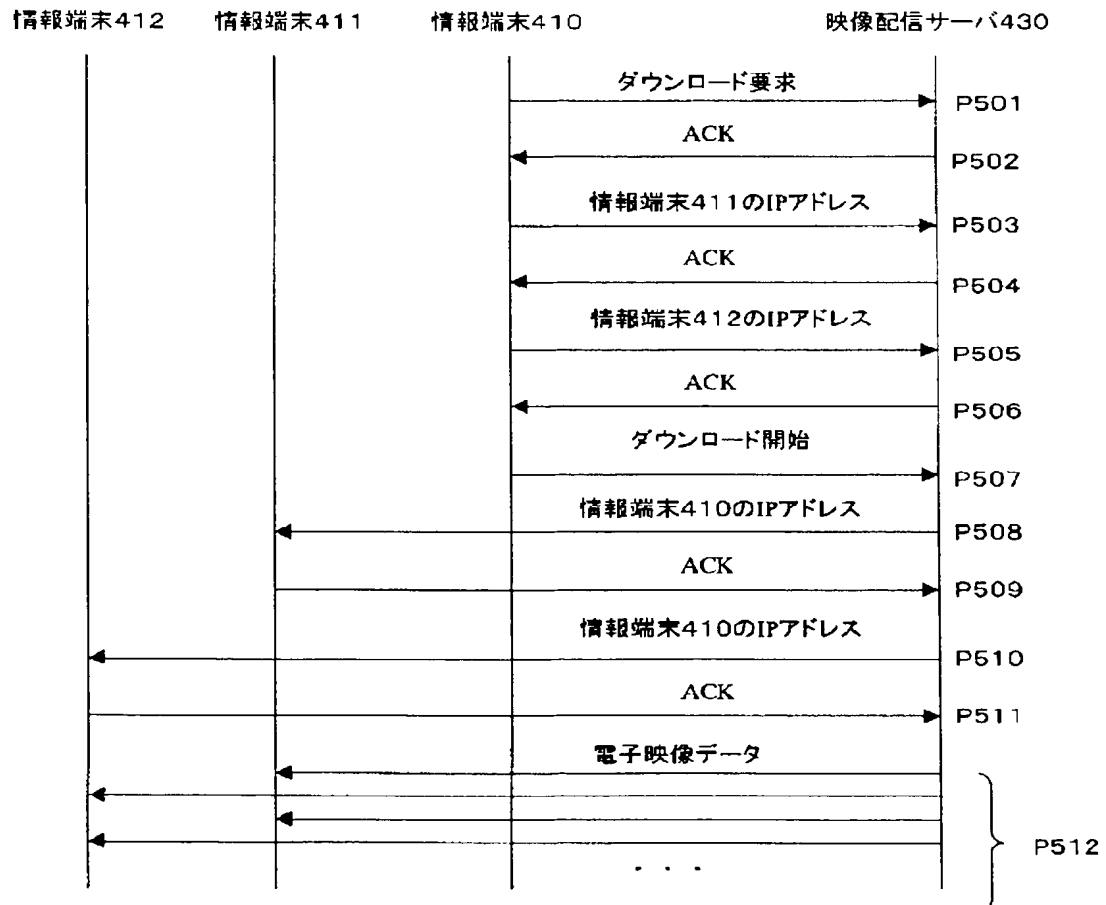 情報端末412 情報端末411 情報端末410 映像配信サーバ430
ダウンロード要求
P501
ACK
P502
情報端末411のIPアドレス
P503
ACK
P504
情報端末412のIPアドレス
P505
ACK
P506
ダウンロード開始
P507
情報端末410のIPアドレス
P508
ACK
P509
情報端末410のIPアドレス
P510
ACK
P511
電子映像データ
P512
・・・